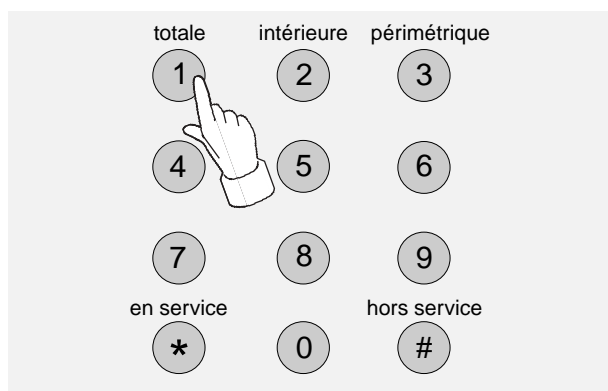 totale intérieure périmétrique
1 2 3
4 5 6
7 8 9
en service hors service
* 0 #